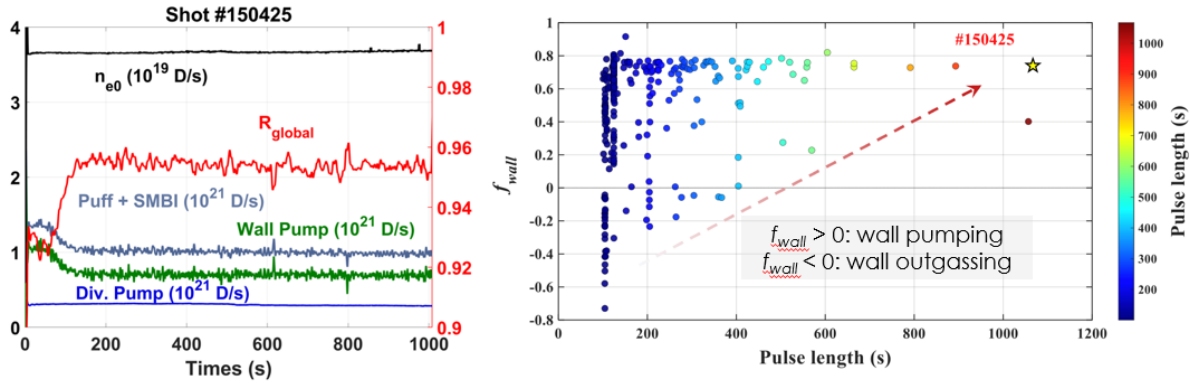 Shot #150425
4
3
2
1
0
1
0.98
0.96
0.94
0.92
0.9
n_e0 (10^19 D/s)
R_global
Puff + SMBI (10^21 D/s)
Wall Pump (10^21 D/s)
Div. Pump (10^21 D/s)
0 200 400 600 800 1000
Times (s)
f_wall
1
0.8
0.6
0.4
0.2
0
-0.2
-0.4
-0.6
-0.8
#150425
f_wall > 0: wall pumping
f_wall < 0: wall outgassing
0 200 400 600 800 1000 1200
Pulse length (s)
1000
900
800
700
600
500
400
300
200
Pulse length (s)